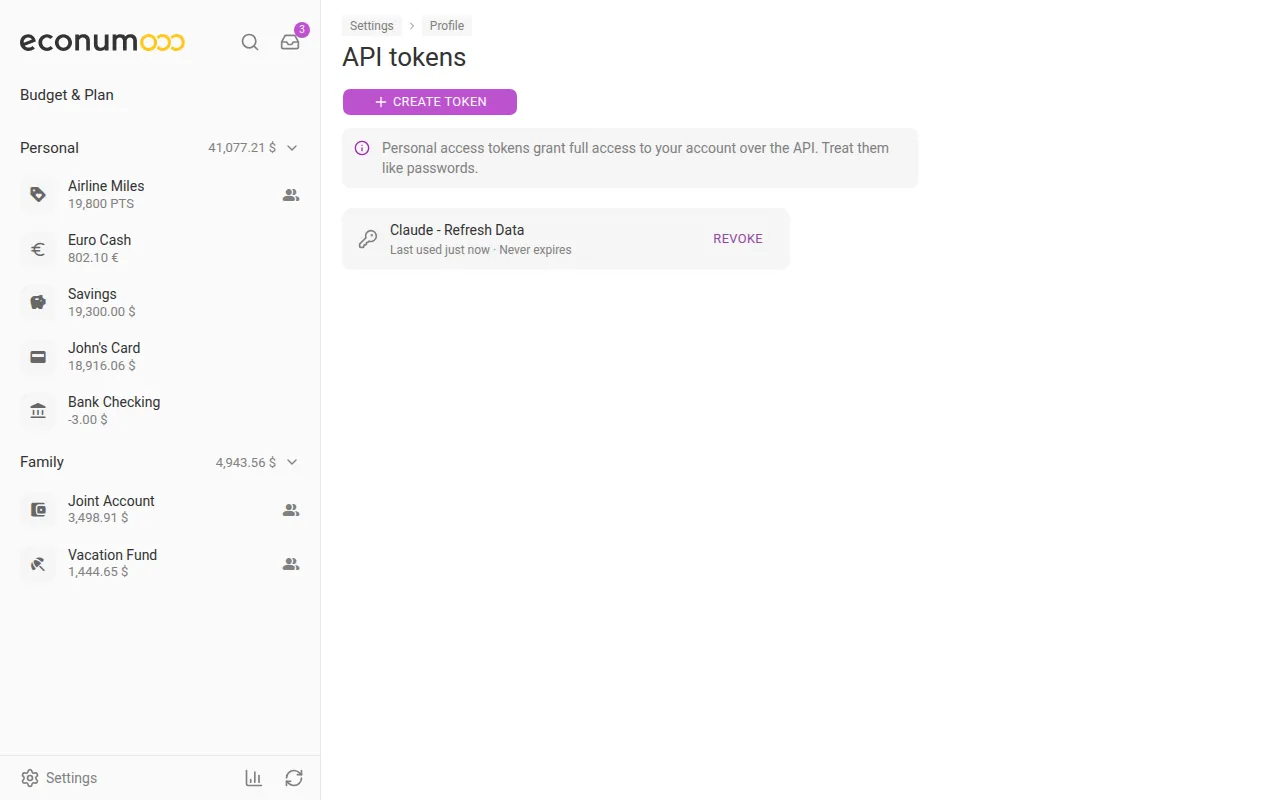 econumo
3
Budget & Plan
Personal 41,077.21 $
Airline Miles
19,800 PTS
€
Euro Cash
802.10 €
Savings
19,300.00 $
John's Card
18,916.06 $
Bank Checking
-3.00 $
Family 4,943.56 $
Joint Account
3,498.91 $
Vacation Fund
1,444.65 $
Settings
Settings > Profile
API tokens
+ CREATE TOKEN
Personal access tokens grant full access to your account over the API. Treat them
like passwords.
Claude - Refresh Data
Last used just now · Never expires
REVOKE